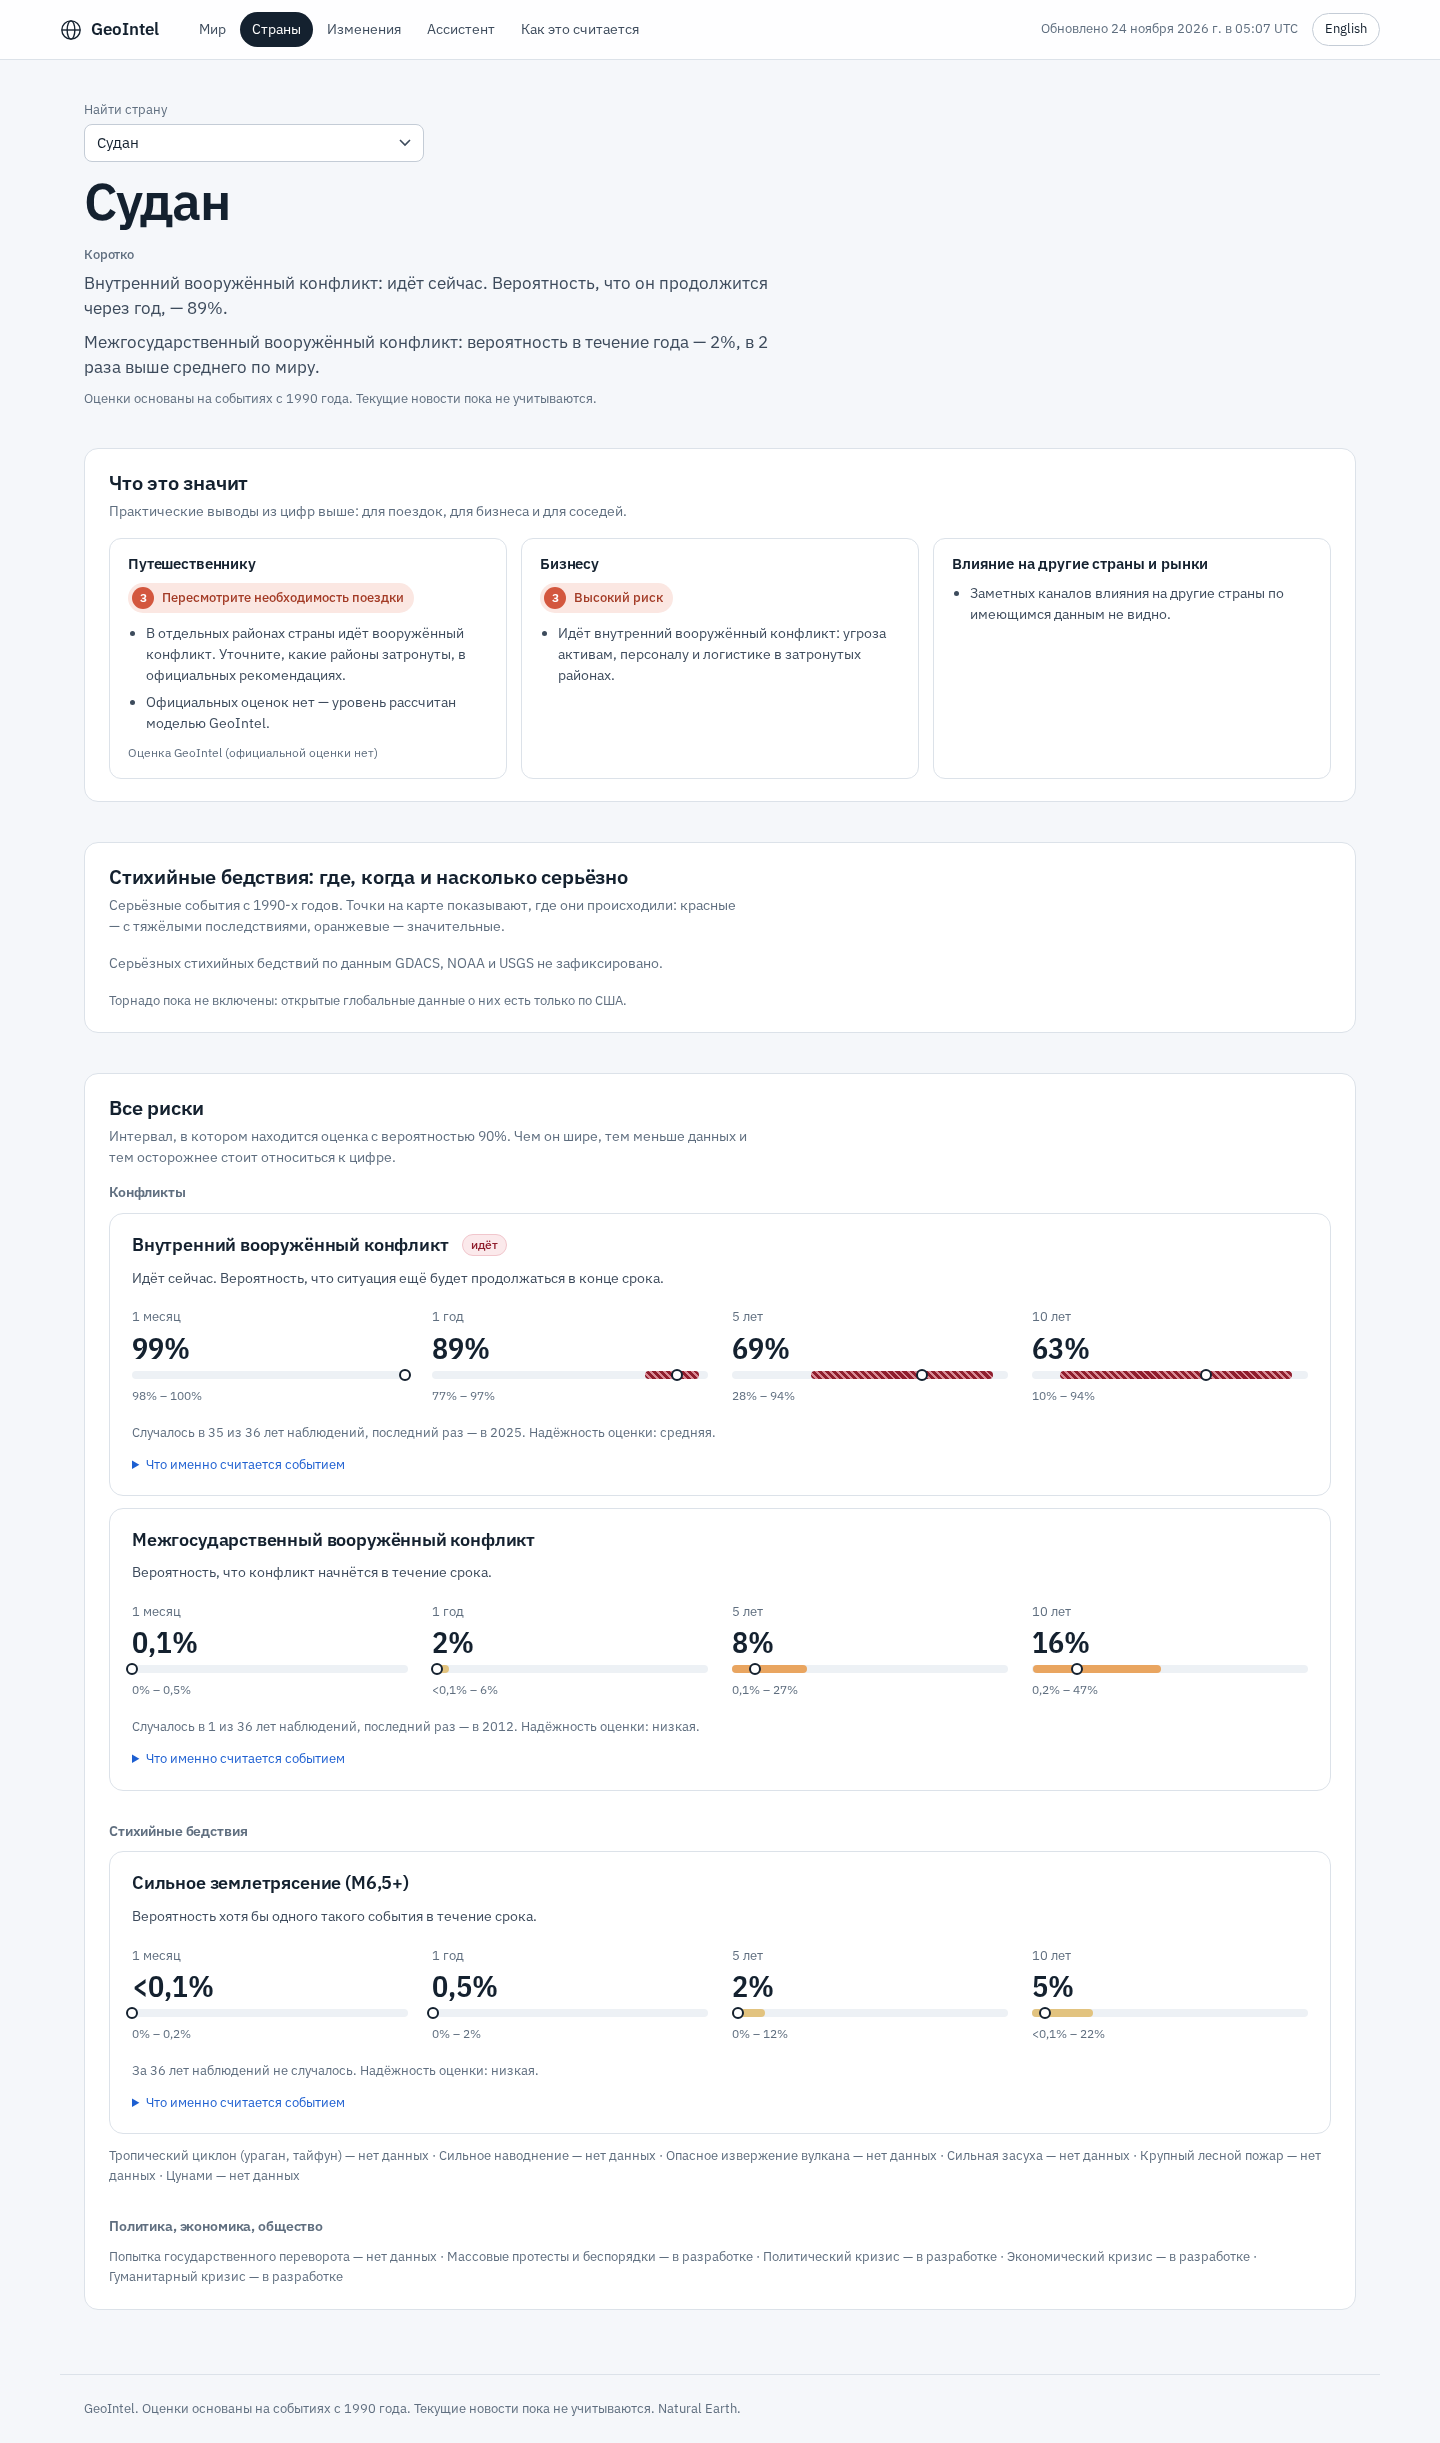 GeoIntel
Мир
Страны
Изменения
Ассистент
Как это считается
Обновлено 24 ноября 2026 г. в 05:07 UTC
English
Найти страну
Судан
Судан
Коротко
Внутренний вооружённый конфликт: идёт сейчас. Вероятность, что он продолжится
через год, — 89%.
Межгосударственный вооружённый конфликт: вероятность в течение года — 2%, в 2
раза выше среднего по миру.
Оценки основаны на событиях с 1990 года. Текущие новости пока не учитываются.
Что это значит
Практические выводы из цифр выше: для поездок, для бизнеса и для соседей.
Путешественнику
3 Пересмотрите необходимость поездки
• В отдельных районах страны идёт вооружённый
конфликт. Уточните, какие районы затронуты, в
официальных рекомендациях.
• Официальных оценок нет — уровень рассчитан
моделью GeoIntel.
Оценка GeoIntel (официальной оценки нет)
Бизнесу
3 Высокий риск
• Идёт внутренний вооружённый конфликт: угроза
активам, персоналу и логистике в затронутых
районах.
Влияние на другие страны и рынки
• Заметных каналов влияния на другие страны по
имеющимся данным не видно.
Стихийные бедствия: где, когда и насколько серьёзно
Серьёзные события с 1990-х годов. Точки на карте показывают, где они происходили: красные
— с тяжёлыми последствиями, оранжевые — значительные.
Серьёзных стихийных бедствий по данным GDACS, NOAA и USGS не зафиксировано.
Торнадо пока не включены: открытые глобальные данные о них есть только по США.
Все риски
Интервал, в котором находится оценка с вероятностью 90%. Чем он шире, тем меньше данных и
тем осторожнее стоит относиться к цифре.
Конфликты
Внутренний вооружённый конфликт идёт
Идёт сейчас. Вероятность, что ситуация ещё будет продолжаться в конце срока.
1 месяц
99%
98% – 100%
1 год
89%
77% – 97%
5 лет
69%
28% – 94%
10 лет
63%
10% – 94%
Случалось в 35 из 36 лет наблюдений, последний раз — в 2025. Надёжность оценки: средняя.
Что именно считается событием
Межгосударственный вооружённый конфликт
Вероятность, что конфликт начнётся в течение срока.
1 месяц
0,1%
0% – 0,5%
1 год
2%
<0,1% – 6%
5 лет
8%
0,1% – 27%
10 лет
16%
0,2% – 47%
Случалось в 1 из 36 лет наблюдений, последний раз — в 2012. Надёжность оценки: низкая.
Что именно считается событием
Стихийные бедствия
Сильное землетрясение (M6,5+)
Вероятность хотя бы одного такого события в течение срока.
1 месяц
<0,1%
0% – 0,2%
1 год
0,5%
0% – 2%
5 лет
2%
0% – 12%
10 лет
5%
<0,1% – 22%
За 36 лет наблюдений не случалось. Надёжность оценки: низкая.
Что именно считается событием
Тропический циклон (ураган, тайфун) — нет данных · Сильное наводнение — нет данных · Опасное извержение вулкана — нет данных · Сильная засуха — нет данных · Крупный лесной пожар — нет
данных · Цунами — нет данных
Политика, экономика, общество
Попытка государственного переворота — нет данных · Массовые протесты и беспорядки — в разработке · Политический кризис — в разработке · Экономический кризис — в разработке ·
Гуманитарный кризис — в разработке
GeoIntel. Оценки основаны на событиях с 1990 года. Текущие новости пока не учитываются. Natural Earth.